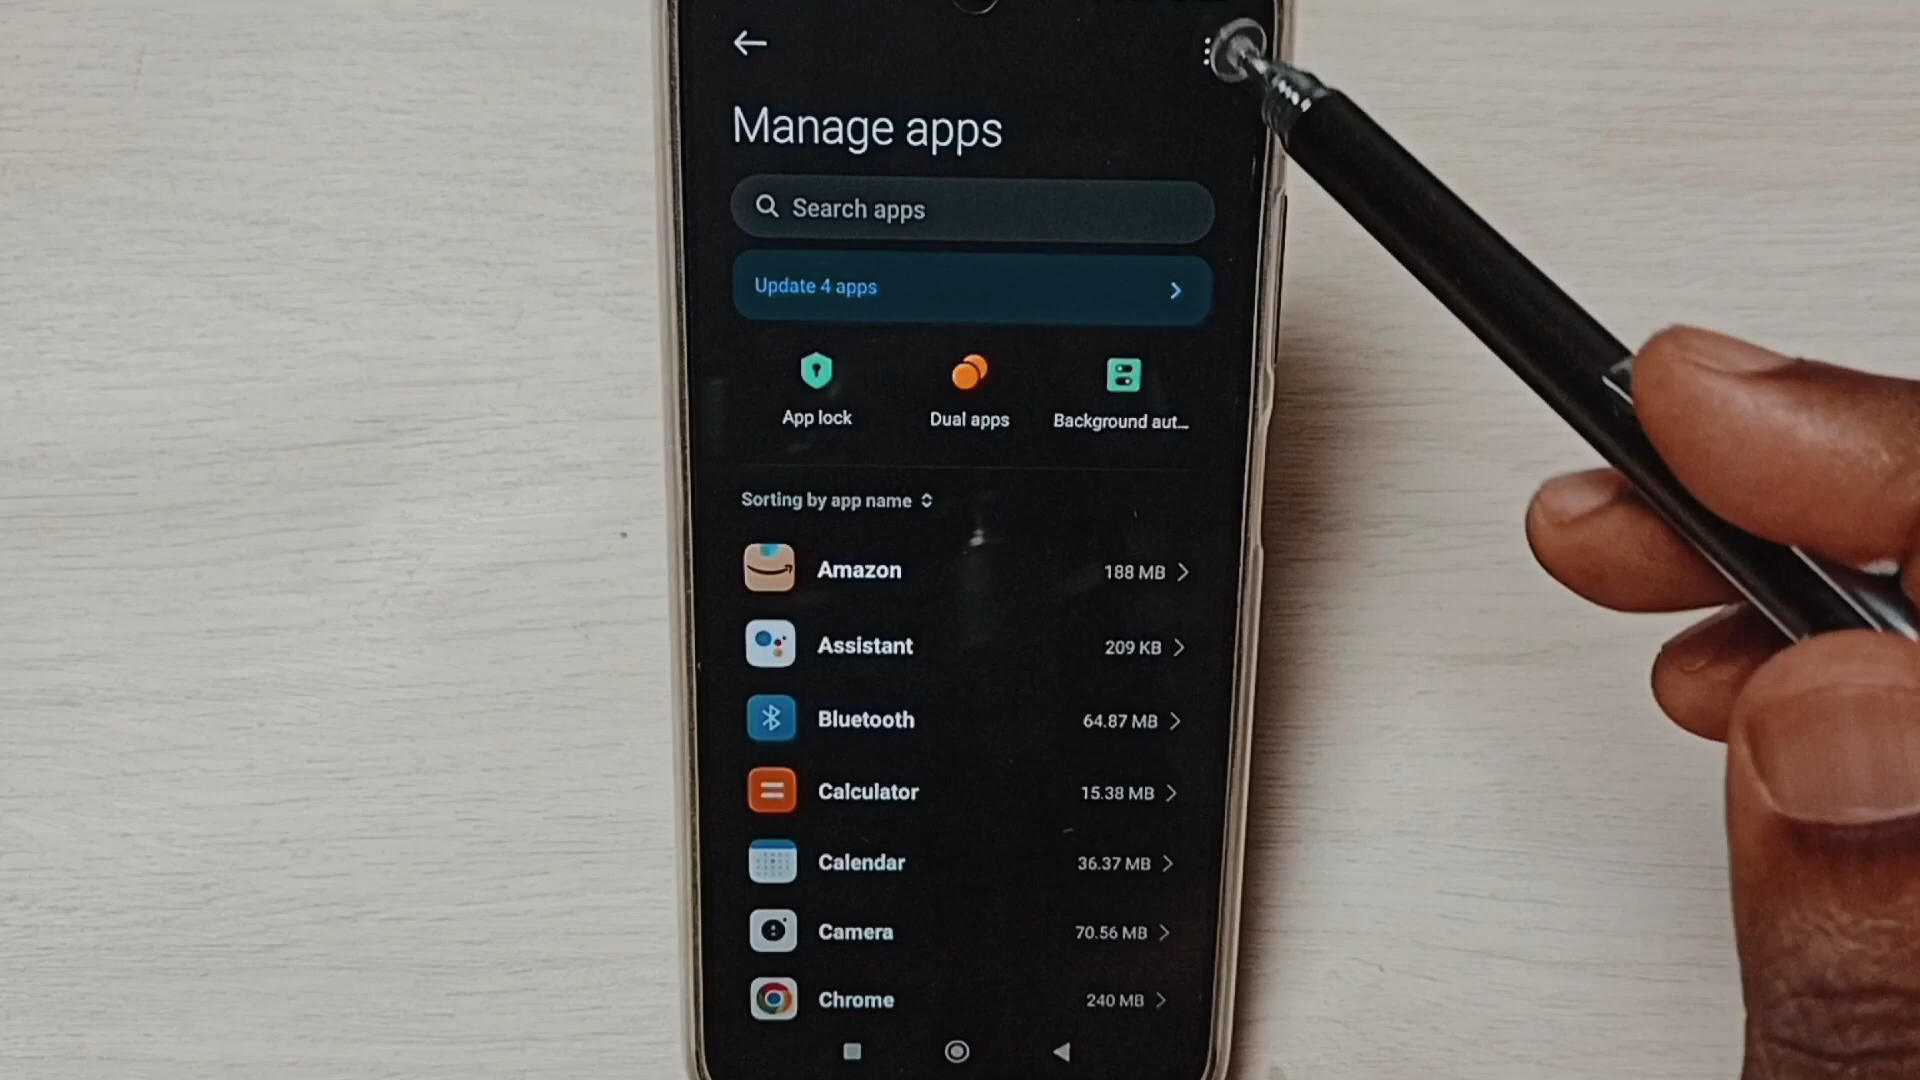 Manage apps
Search apps
Update 4 apps
App lock
Dual apps
Background aut...
Sorting by app name
Amazon 188 MB
Assistant 209 KB
Bluetooth 64.87 MB
Calculator 15.38 MB
Calendar 36.37 MB
Camera 70.56 MB
Chrome 240 MB